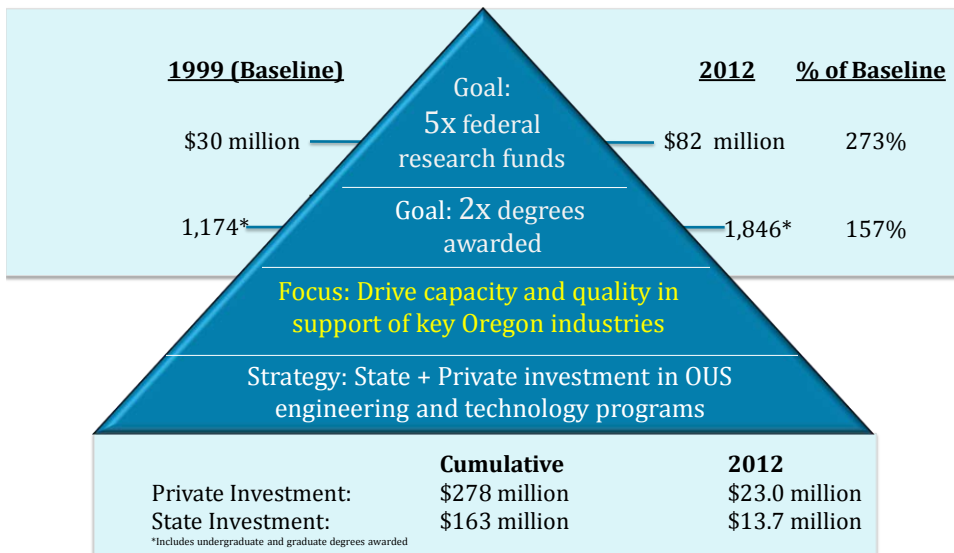 1999 (Baseline)
2012 % of Baseline
Goal:
5x federal
research funds
$30 million
$82 million 273%
Goal: 2x degrees
awarded
1,174*
1,846* 157%
Focus: Drive capacity and quality in
support of key Oregon industries
Strategy: State + Private investment in OUS
engineering and technology programs
Cumulative 2012
Private Investment: $278 million $23.0 million
State Investment: $163 million $13.7 million
*Includes undergraduate and graduate degrees awarded